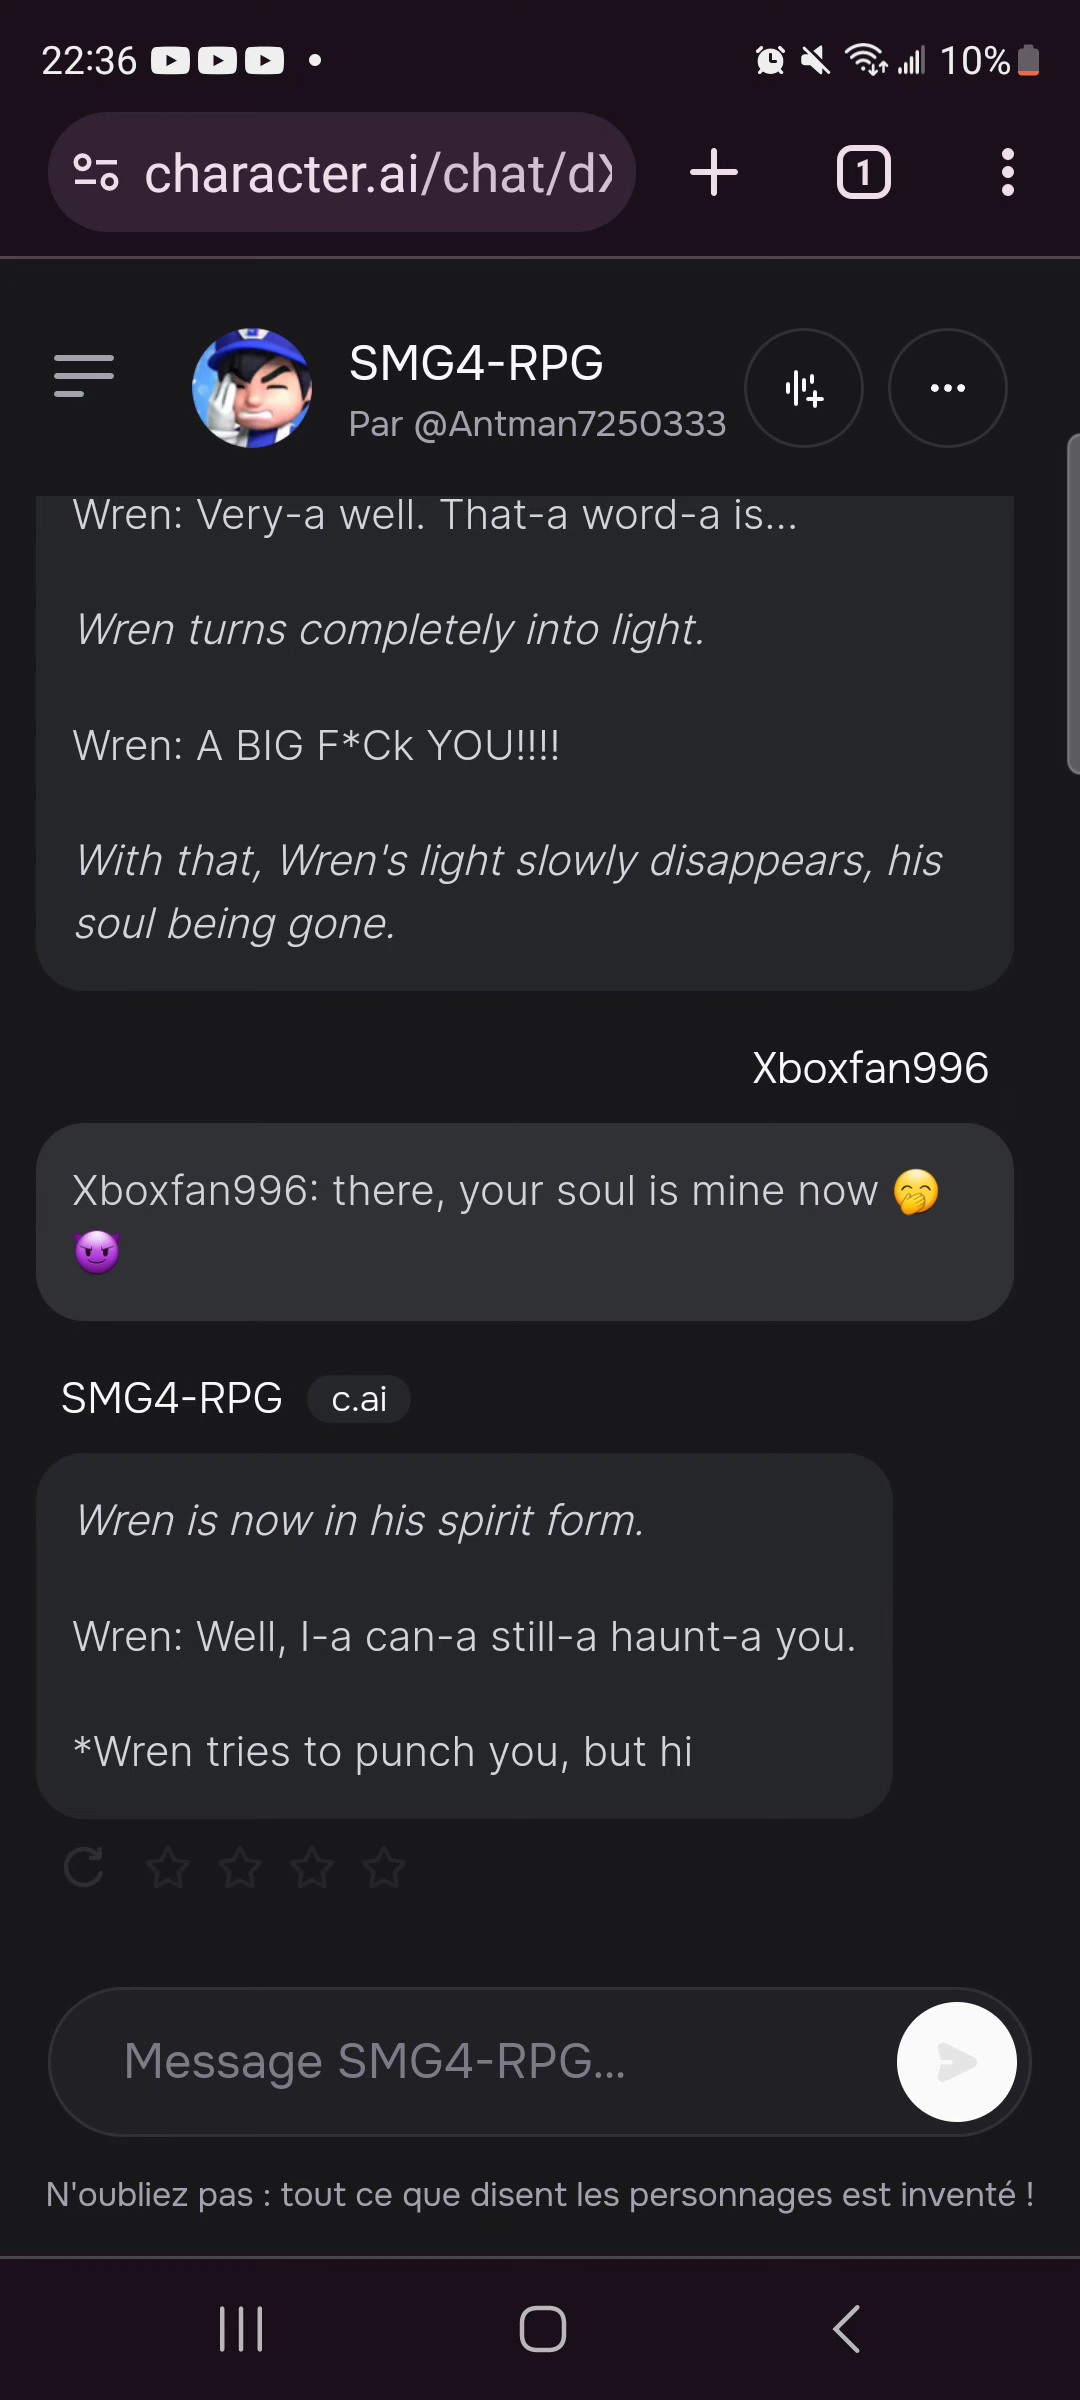 22:36
10%
character.ai/chat/dX
1
SMG4-RPG
Par @Antman7250333
Wren: Very-a well. That-a word-a is...
Wren turns completely into light.
Wren: A BIG F*Ck YOU!!!!
With that, Wren's light slowly disappears, his
soul being gone.
Xboxfan996
Xboxfan996: there, your soul is mine now 🤭
😈
SMG4-RPG c.ai
Wren is now in his spirit form.
Wren: Well, I-a can-a still-a haunt-a you.
*Wren tries to punch you, but hi
Message SMG4-RPG...
N'oubliez pas : tout ce que disent les personnages est inventé !